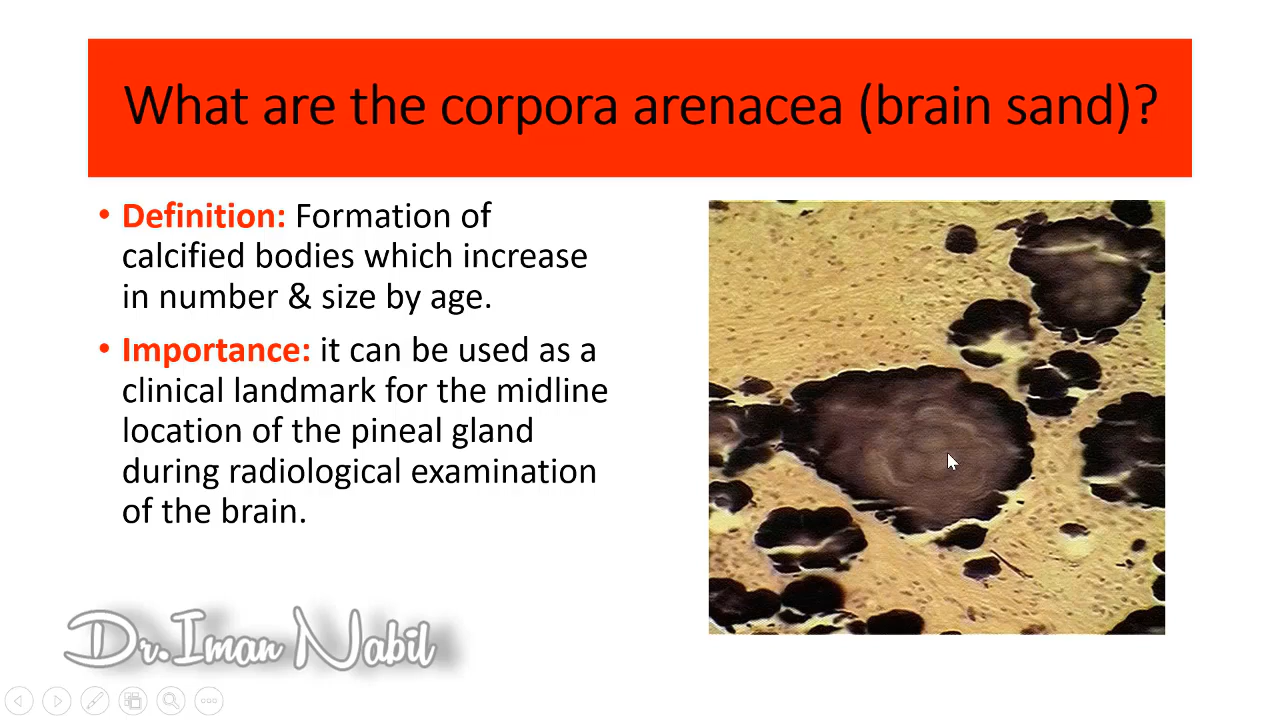 What are the corpora arenacea (brain sand)?
• Definition: Formation of
calcified bodies which increase
in number & size by age.
• Importance: it can be used as a
clinical landmark for the midline
location of the pineal gland
during radiological examination
of the brain.
Dr.Iman Nabil